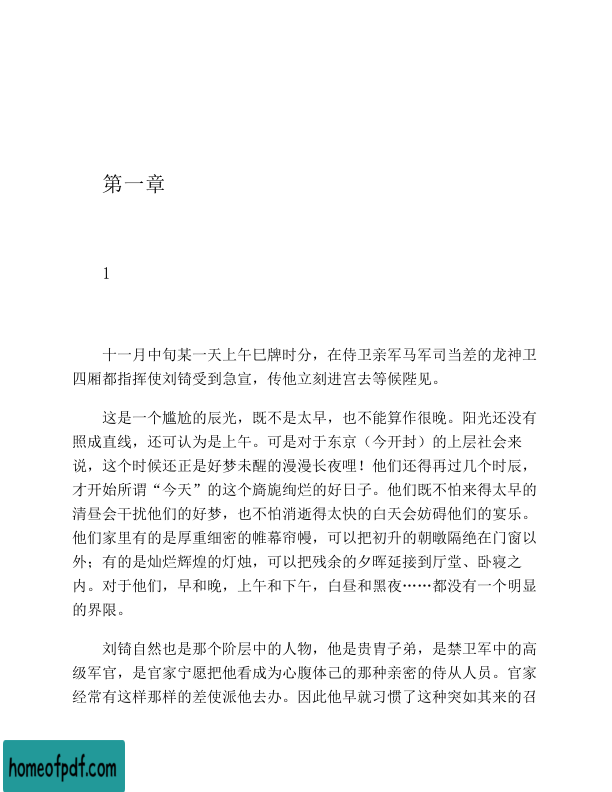 第一章
1
十一月中旬某一天上午巳牌时分，在侍卫亲军马军司当差的龙神卫
四厢都指挥使刘锜受到急宣，传他立刻进宫去等候陛见。
这是一个尴尬的辰光，既不是太早，也不能算作很晚。阳光还没有
照成直线，还可认为是上午。可是对于东京（今开封）的上层社会来
说，这个时候还正是好梦未醒的漫漫长夜哩！他们还得再过几个时辰，
才开始所谓“今天”的这个旖旎绚烂的好日子。他们既不怕来得太早的
清昼会干扰他们的好梦，也不怕消逝得太快的白天会妨碍他们的宴乐。
他们家里有的是厚重细密的帷幕帘幔，可以把初升的朝暾隔绝在门窗以
外；有的是灿烂辉煌的灯烛，可以把残余的夕晖延接到厅堂、卧寝之
内。对于他们，早和晚，上午和下午，白昼和黑夜……都没有一个明显
的界限。
刘锜自然也是那个阶层中的人物，他是贵胄子弟，是禁卫军中的高
级军官，是官家宁愿把他看成为心腹体己的那种亲密的侍从人员。官家
经常有这样那样的差使派他去办。因此他早就习惯了这种突如其来的召
homeofpdf.com